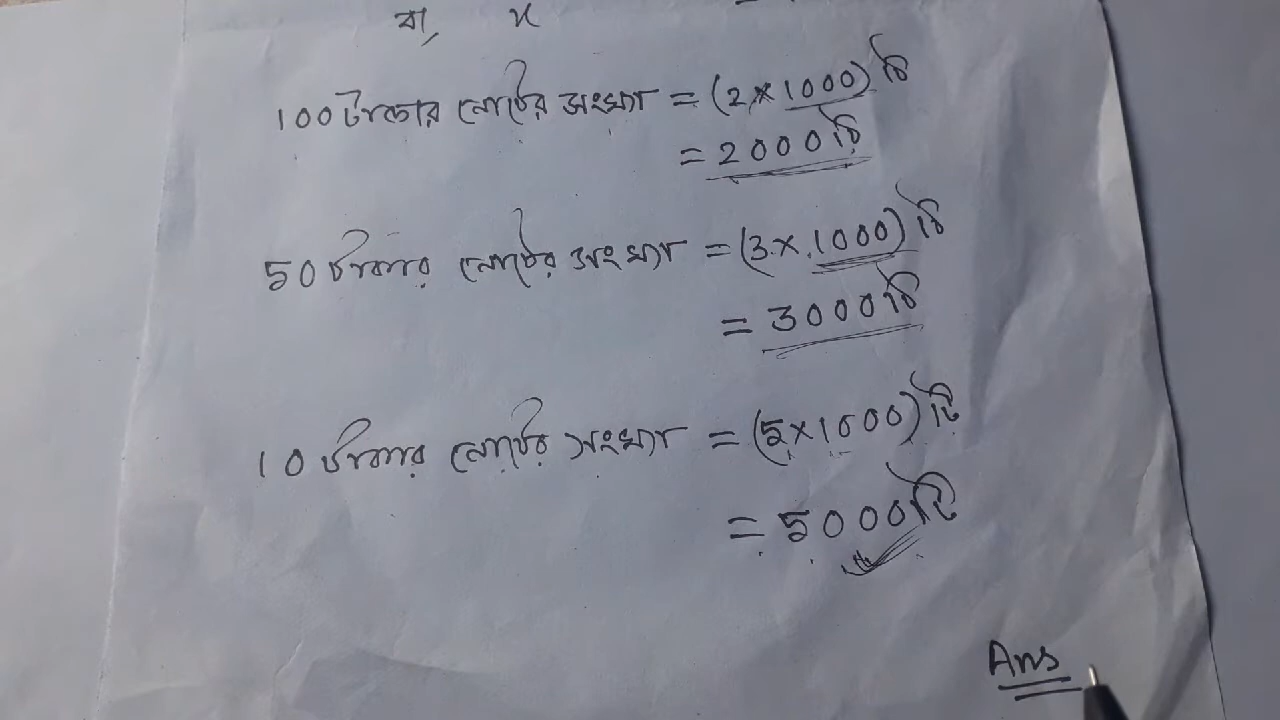 বা, x
100 টাকার নোটের সংখ্যা = (2 × 1000) টি
= 2000 টি
50 টাকার নোটের সংখ্যা = (3 × 1000) টি
= 3000 টি
10 টাকার নোটের সংখ্যা = (5 × 1000) টি
= 5000 টি
Ans